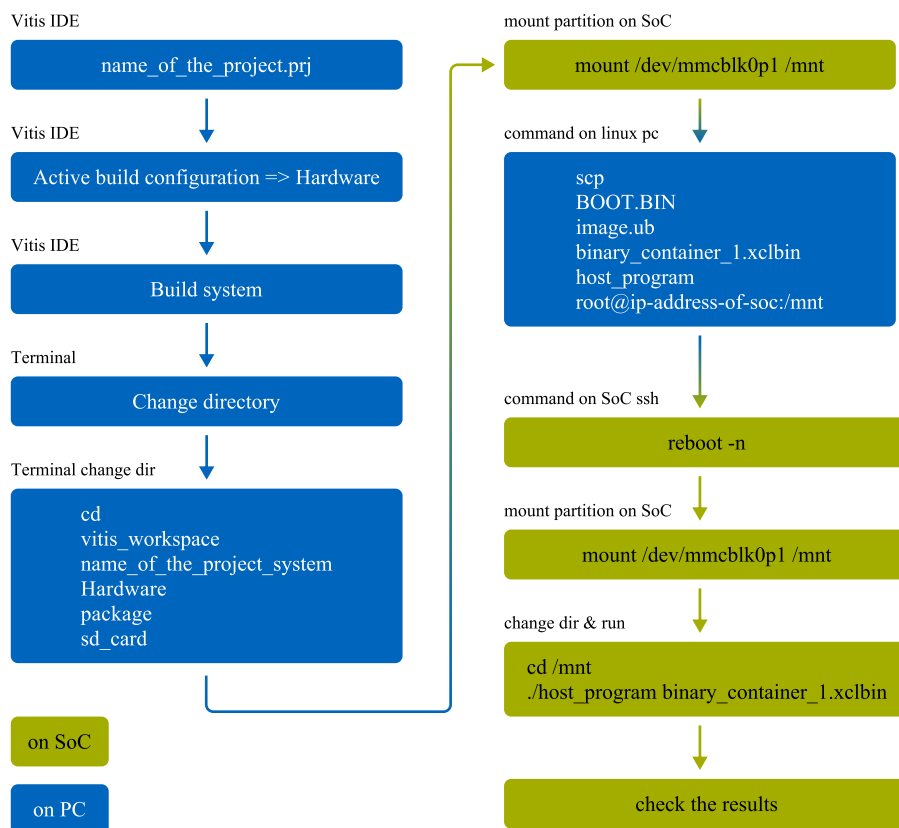 Vitis IDE
name_of_the_project.prj
Vitis IDE
Active build configuration => Hardware
Vitis IDE
Build system
Terminal
Change directory
Terminal change dir
cd
vitis_workspace
name_of_the_project_system
Hardware
package
sd_card
on SoC
on PC
mount partition on SoC
mount /dev/mmcblk0p1 /mnt
command on linux pc
scp
BOOT.BIN
image.ub
binary_container_1.xclbin
host_program
root@ip-address-of-soc:/mnt
command on SoC ssh
reboot -n
mount partition on SoC
mount /dev/mmcblk0p1 /mnt
change dir & run
cd /mnt
./host_program binary_container_1.xclbin
check the results